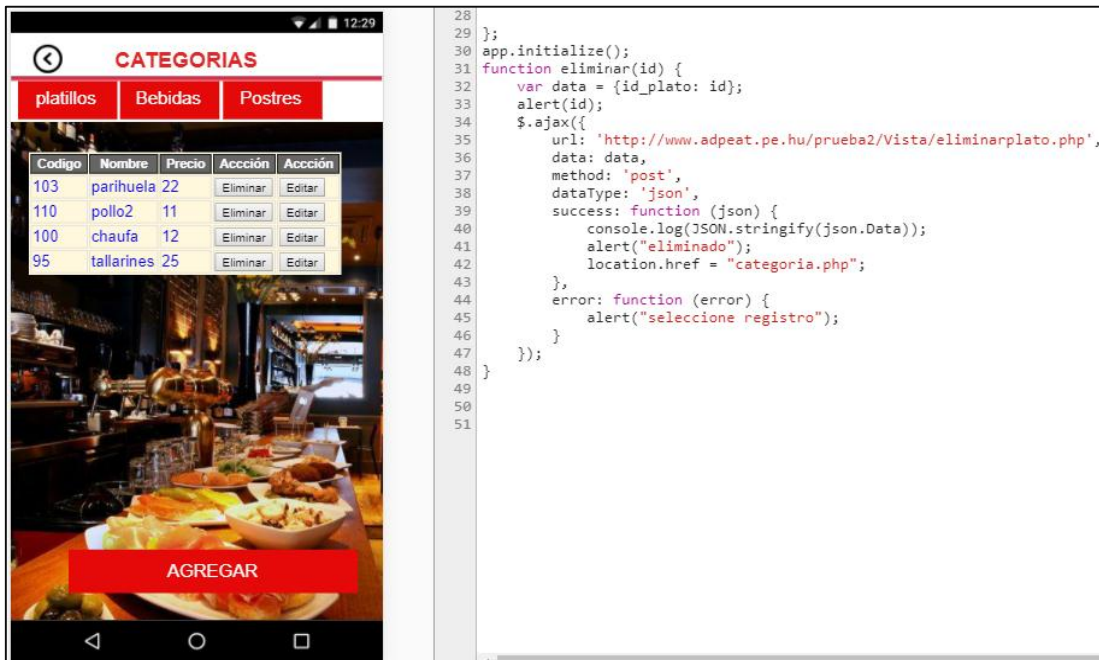 12:29
CATEGORIAS
platillos Bebidas Postres
Codigo Nombre Precio Accción Accción
103 parihuela 22 Eliminar Editar
110 pollo2 11 Eliminar Editar
100 chaufa 12 Eliminar Editar
95 tallarines 25 Eliminar Editar
AGREGAR
28
29 };
30 app.initialize();
31 function eliminar(id) {
32 var data = {id_plato: id};
33 alert(id);
34 $.ajax({
35 url: 'http://www.adpeat.pe.hu/prueba2/Vista/eliminarplato.php',
36 data: data,
37 method: 'post',
38 dataType: 'json',
39 success: function (json) {
40 console.log(JSON.stringify(json.Data));
41 alert("eliminado");
42 location.href = "categoria.php";
43 },
44 error: function (error) {
45 alert("seleccione registro");
46 }
47 });
48 }
49
50
51